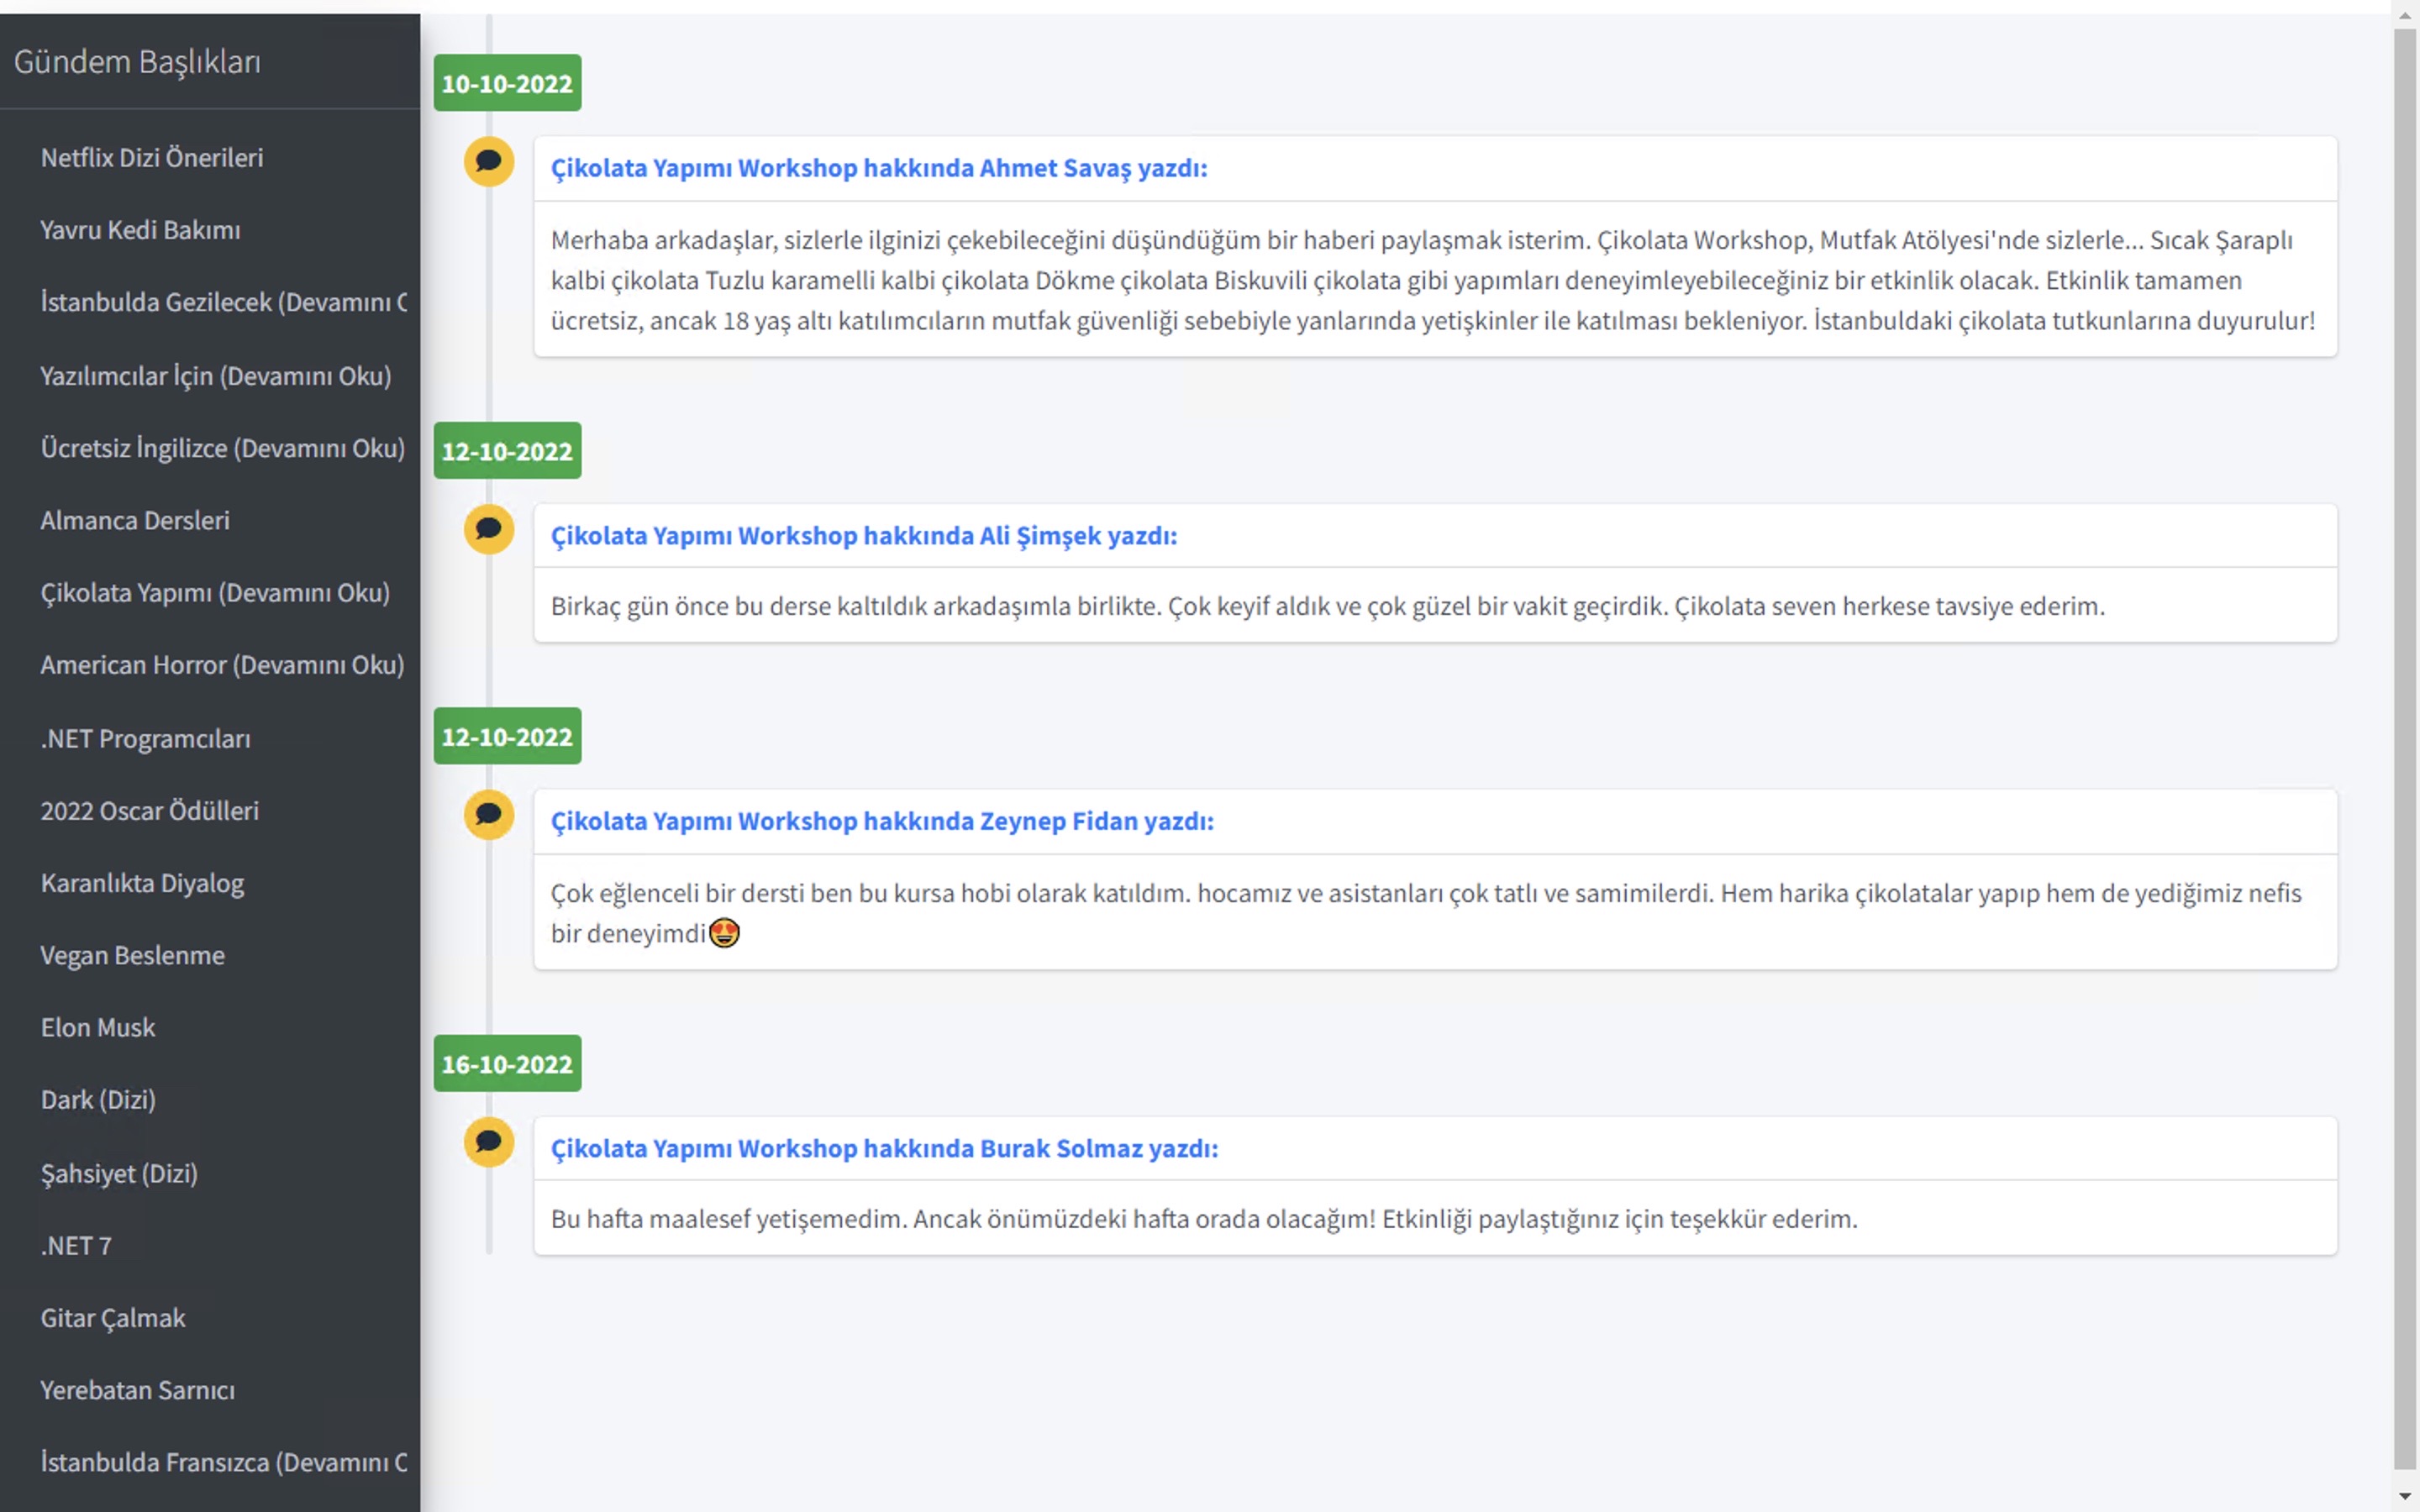 Gündem Başlıkları
Netflix Dizi Önerileri
Yavru Kedi Bakımı
İstanbulda Gezilecek (Devamını
Yazılımcılar İçin (Devamını Oku)
Ücretsiz İngilizce (Devamını Oku)
Almanca Dersleri
Çikolata Yapımı (Devamını Oku)
American Horror (Devamını Oku)
.NET Programcıları
2022 Oscar Ödülleri
Karanlıkta Diyalog
Vegan Beslenme
Elon Musk
Dark (Dizi)
Şahsiyet (Dizi)
.NET 7
Gitar Çalmak
Yerebatan Sarnıcı
İstanbulda Fransızca (Devamını
10-10-2022
Çikolata Yapımı Workshop hakkında Ahmet Savaş yazdı:
Merhaba arkadaşlar, sizlerle ilginizi çekebileceğini düşündüğüm bir haberi paylaşmak isterim. Çikolata Workshop, Mutfak Atölyesi'nde sizlerle... Sıcak Şaraplı
kalbi çikolata Tuzlu karamelli kalbi çikolata Dökme çikolata Biskuvili çikolata gibi yapımları deneyimleyebileceğiniz bir etkinlik olacak. Etkinlik tamamen
ücretsiz, ancak 18 yaş altı katılımcıların mutfak güvenliği sebebiyle yanlarında yetişkinler ile katılması bekleniyor. İstanbuldaki çikolata tutkunlarına duyurulur!
12-10-2022
Çikolata Yapımı Workshop hakkında Ali Şimşek yazdı:
Birkaç gün önce bu derse kaltıldık arkadaşımla birlikte. Çok keyif aldık ve çok güzel bir vakit geçirdik. Çikolata seven herkese tavsiye ederim.
12-10-2022
Çikolata Yapımı Workshop hakkında Zeynep Fidan yazdı:
Çok eğlenceli bir dersti ben bu kursa hobi olarak katıldım. hocamız ve asistanları çok tatlı ve samimilerdi. Hem harika çikolatalar yapıp hem de yediğimiz nefis
bir deneyimdi😍
16-10-2022
Çikolata Yapımı Workshop hakkında Burak Solmaz yazdı:
Bu hafta maalesef yetişemedim. Ancak önümüzdeki hafta orada olacağım! Etkinliği paylaştığınız için teşekkür ederim.